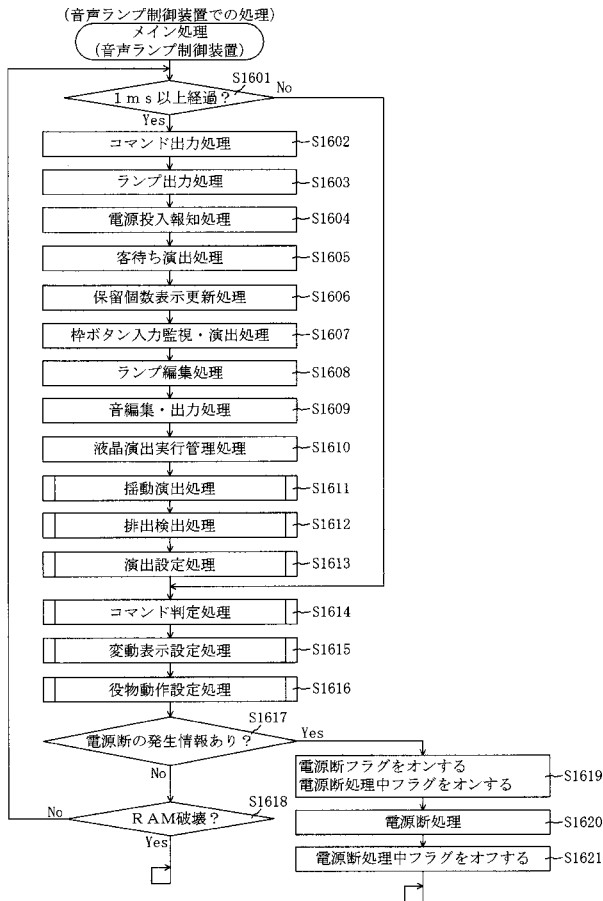 (音声ランプ制御装置での処理)
メイン処理
(音声ランプ制御装置)
S1601
1ms以上経過?
No
Yes
コマンド出力処理
S1602
ランプ出力処理
S1603
電源投入報知処理
S1604
客待ち演出処理
S1605
保留個数表示更新処理
S1606
枠ボタン入力監視・演出処理
S1607
ランプ編集処理
S1608
音編集・出力処理
S1609
液晶演出実行管理処理
S1610
揺動演出処理
S1611
排出検出処理
S1612
演出設定処理
S1613
コマンド判定処理
S1614
変動表示設定処理
S1615
役物動作設定処理
S1616
S1617
電源断の発生情報あり?
Yes
No
電源断フラグをオンする
電源断処理中フラグをオンする
S1619
S1618
RAM破壊?
No
Yes
電源断処理
S1620
電源断処理中フラグをオフする
S1621